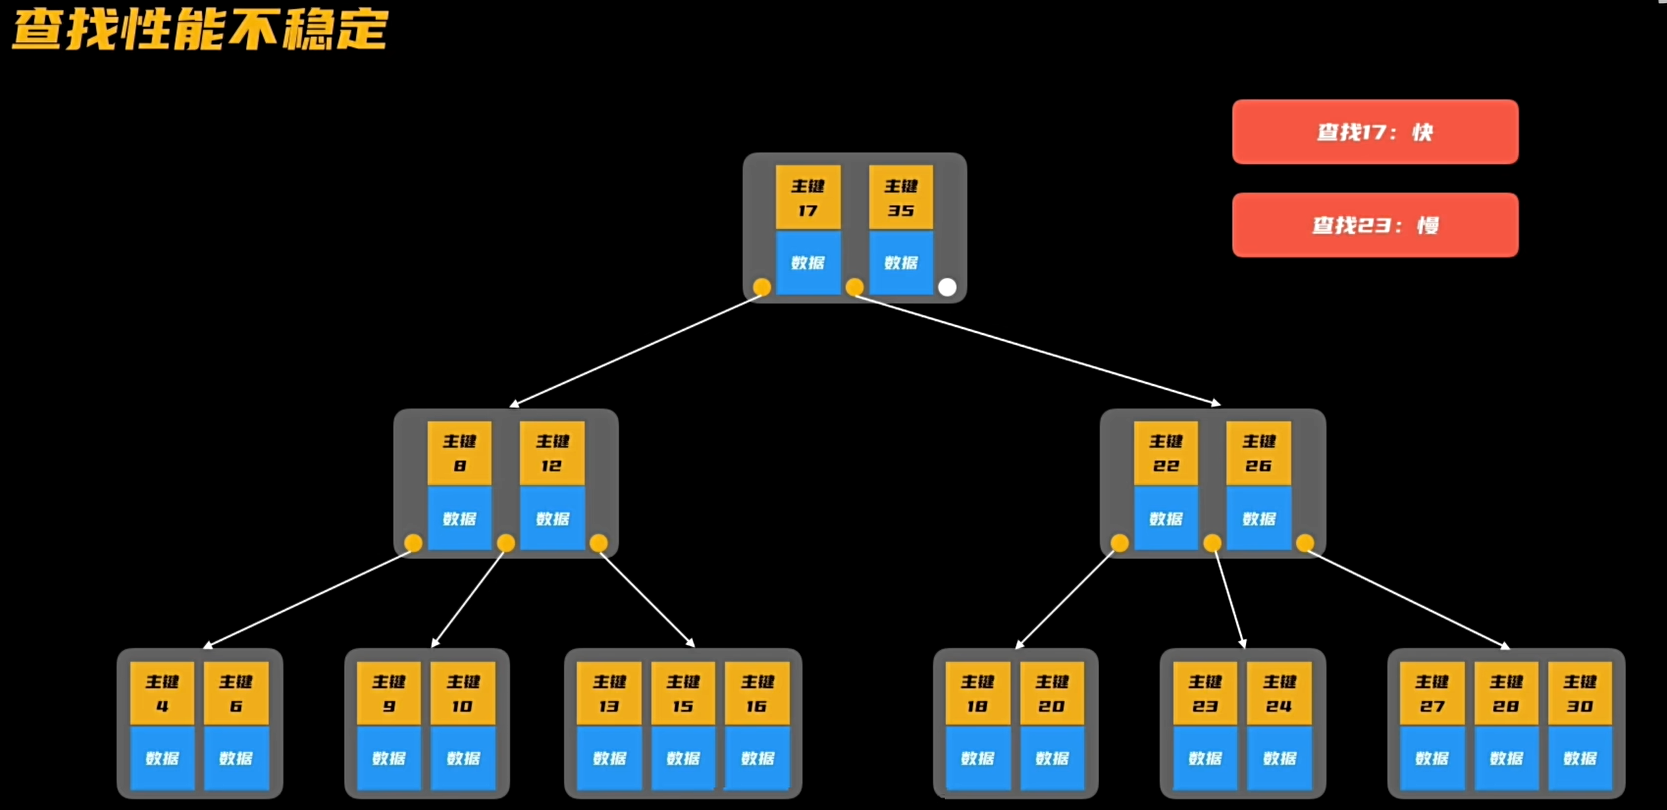 查找性能不稳定
查找17：快
查找23：慢
主键
17
数据
主键
35
数据
主键
8
数据
主键
12
数据
主键
22
数据
主键
26
数据
主键
4
数据
主键
6
数据
主键
9
数据
主键
10
数据
主键
13
数据
主键
15
数据
主键
16
数据
主键
18
数据
主键
20
数据
主键
23
数据
主键
24
数据
主键
27
数据
主键
28
数据
主键
30
数据